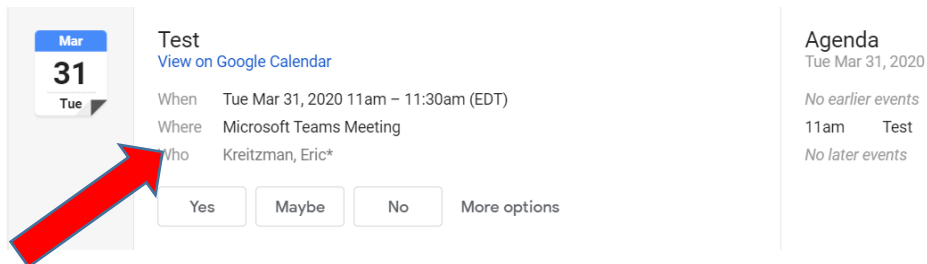 Mar
31
Tue
Test
View on Google Calendar
When Tue Mar 31, 2020 11am – 11:30am (EDT)
Where Microsoft Teams Meeting
Who Kreitzman, Eric*
Yes Maybe No More options
Agenda
Tue Mar 31, 2020
No earlier events
11am Test
No later events